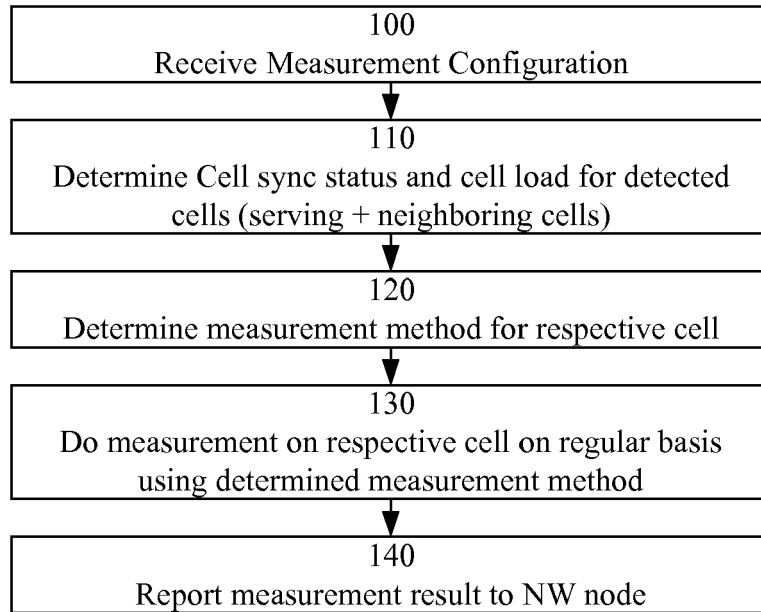 100
Receive Measurement Configuration
110
Determine Cell sync status and cell load for detected
cells (serving + neighboring cells)
120
Determine measurement method for respective cell
130
Do measurement on respective cell on regular basis
using determined measurement method
140
Report measurement result to NW node